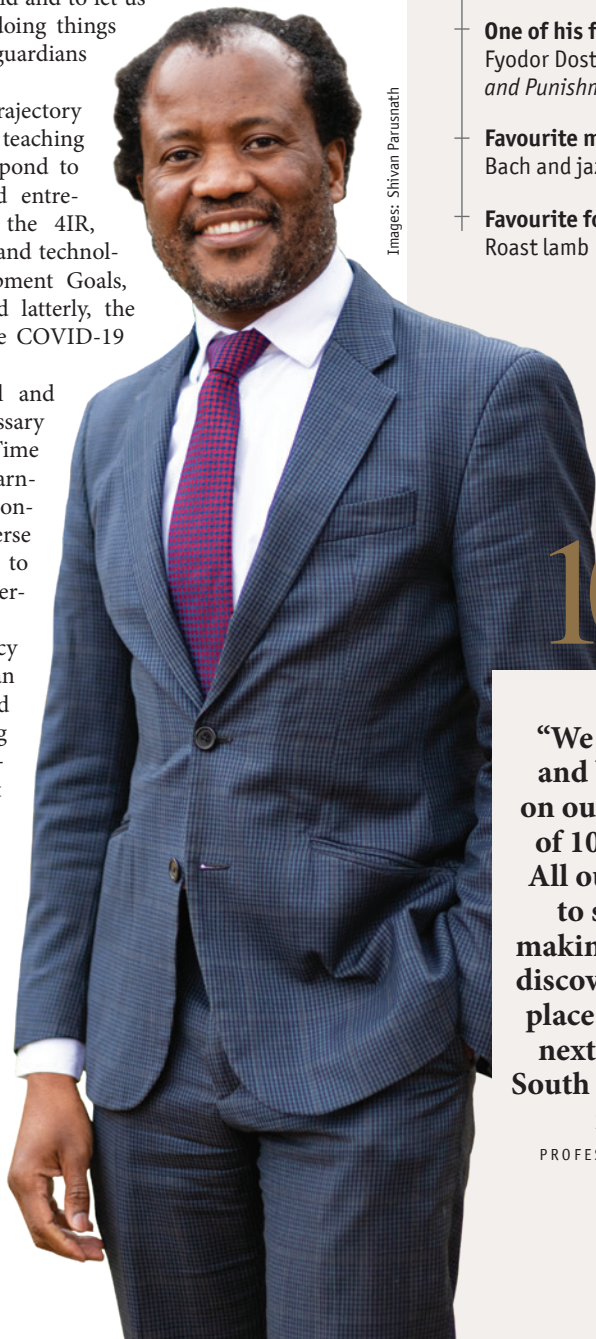 and to let us
doing things
guardians
rajectory
teaching
pond to
d entre-
the 4IR,
and technol-
pment Goals,
d latterly, the
e COVID-19
l and
ssary
Time
arn-
on-
erse
to
er-
cy
an
d
g
-
Images: Shivan Parusnath
One of his f
Fyodor Dost
and Punishm
Favourite m
Bach and jaz
Favourite fo
Roast lamb
10
“We
and
on ou
of 10
All ou
to s
makin
discov
place
next
South
PROFES